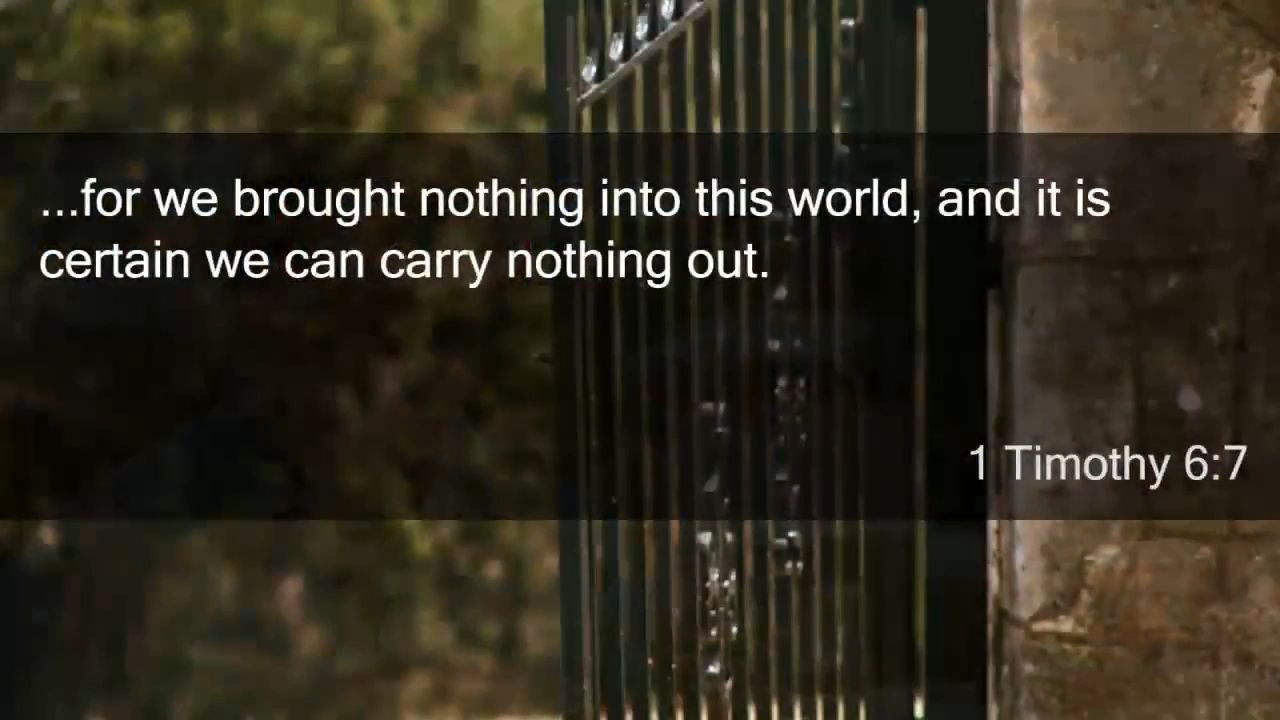 ...for we brought nothing into this world, and it is
certain we can carry nothing out.
1 Timothy 6:7